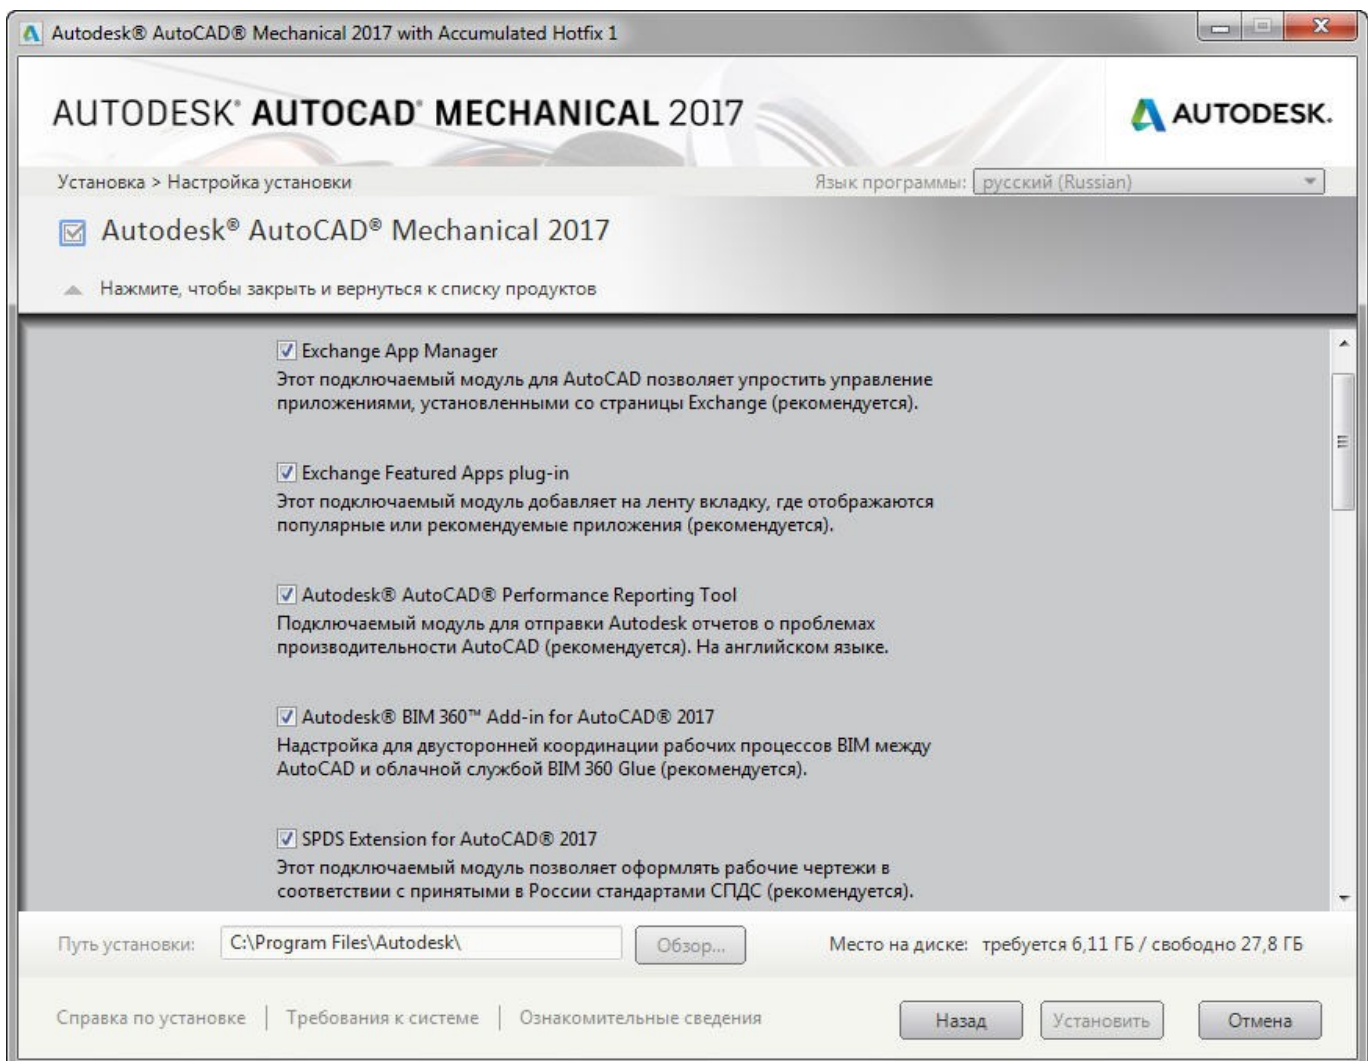 Autodesk® AutoCAD® Mechanical 2017 with Accumulated Hotfix 1
AUTODESK® AUTOCAD® MECHANICAL 2017
AUTODESK.
Установка > Настройка установки
Язык программы: русский (Russian)
Autodesk® AutoCAD® Mechanical 2017
Нажмите, чтобы закрыть и вернуться к списку продуктов
Exchange App Manager
Этот подключаемый модуль для AutoCAD позволяет упростить управление
приложениями, установленными со страницы Exchange (рекомендуется).
Exchange Featured Apps plug-in
Этот подключаемый модуль добавляет на ленту вкладку, где отображаются
популярные или рекомендуемые приложения (рекомендуется).
Autodesk® AutoCAD® Performance Reporting Tool
Подключаемый модуль для отправки Autodesk отчетов о проблемах
производительности AutoCAD (рекомендуется). На английском языке.
Autodesk® BIM 360™ Add-in for AutoCAD® 2017
Надстройка для двусторонней координации рабочих процессов BIM между
AutoCAD и облачной службой BIM 360 Glue (рекомендуется).
SPDS Extension for AutoCAD® 2017
Этот подключаемый модуль позволяет оформлять рабочие чертежи в
соответствии с принятыми в России стандартами СПДС (рекомендуется).
Путь установки: C:\Program Files\Autodesk\ Обзор... Место на диске: требуется 6,11 ГБ / свободно 27,8 ГБ
Справка по установке | Требования к системе | Ознакомительные сведения Назад Установить Отмена